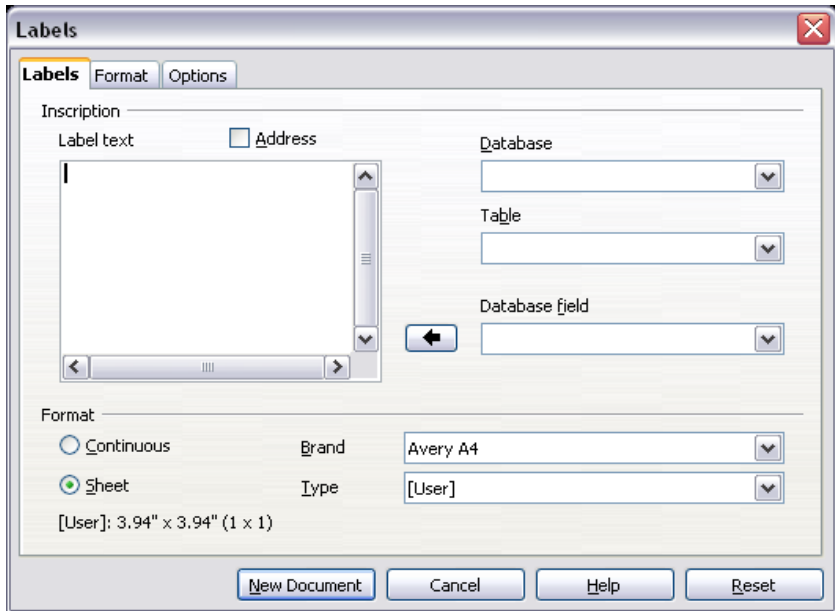 Labels
Labels Format Options
Inscription
Label text Address Database
Table
Database field
Format
Continuous Brand Avery A4
Sheet Type [User]
[User]: 3.94" x 3.94" (1 x 1)
New Document Cancel Help Reset